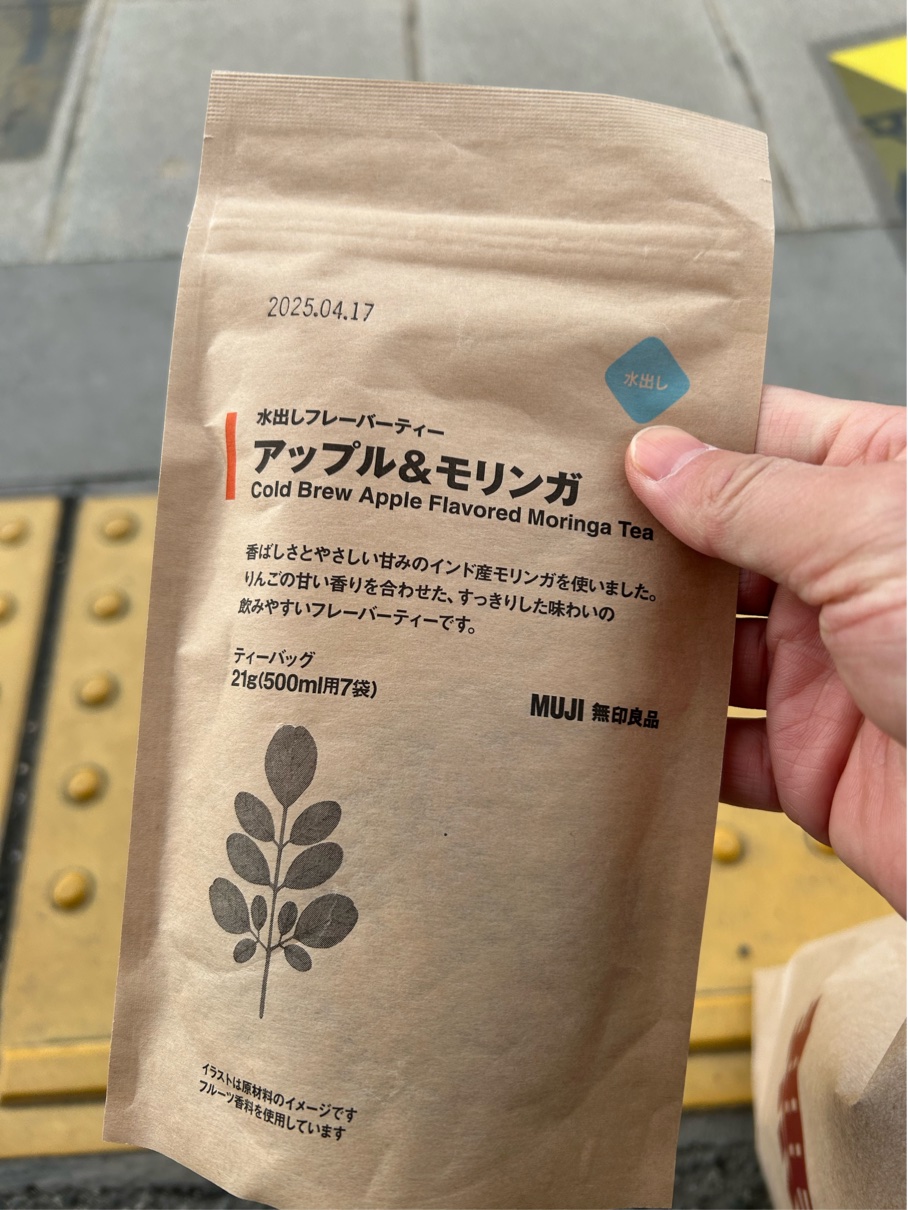 2025.04.17
水出し
水出しフレーバーティー
アップル&モリンガ
Cold Brew Apple Flavored Moringa Tea
香ばしさとやさしい甘みのインド産モリンガを使いました。
りんごの甘い香りを合わせた、すっきりした味わいの
飲みやすいフレーバーティーです。
ティーバッグ
21g(500ml用7袋)
MUJI 無印良品
イラストは原材料のイメージです
フルーツ香料を使用しています